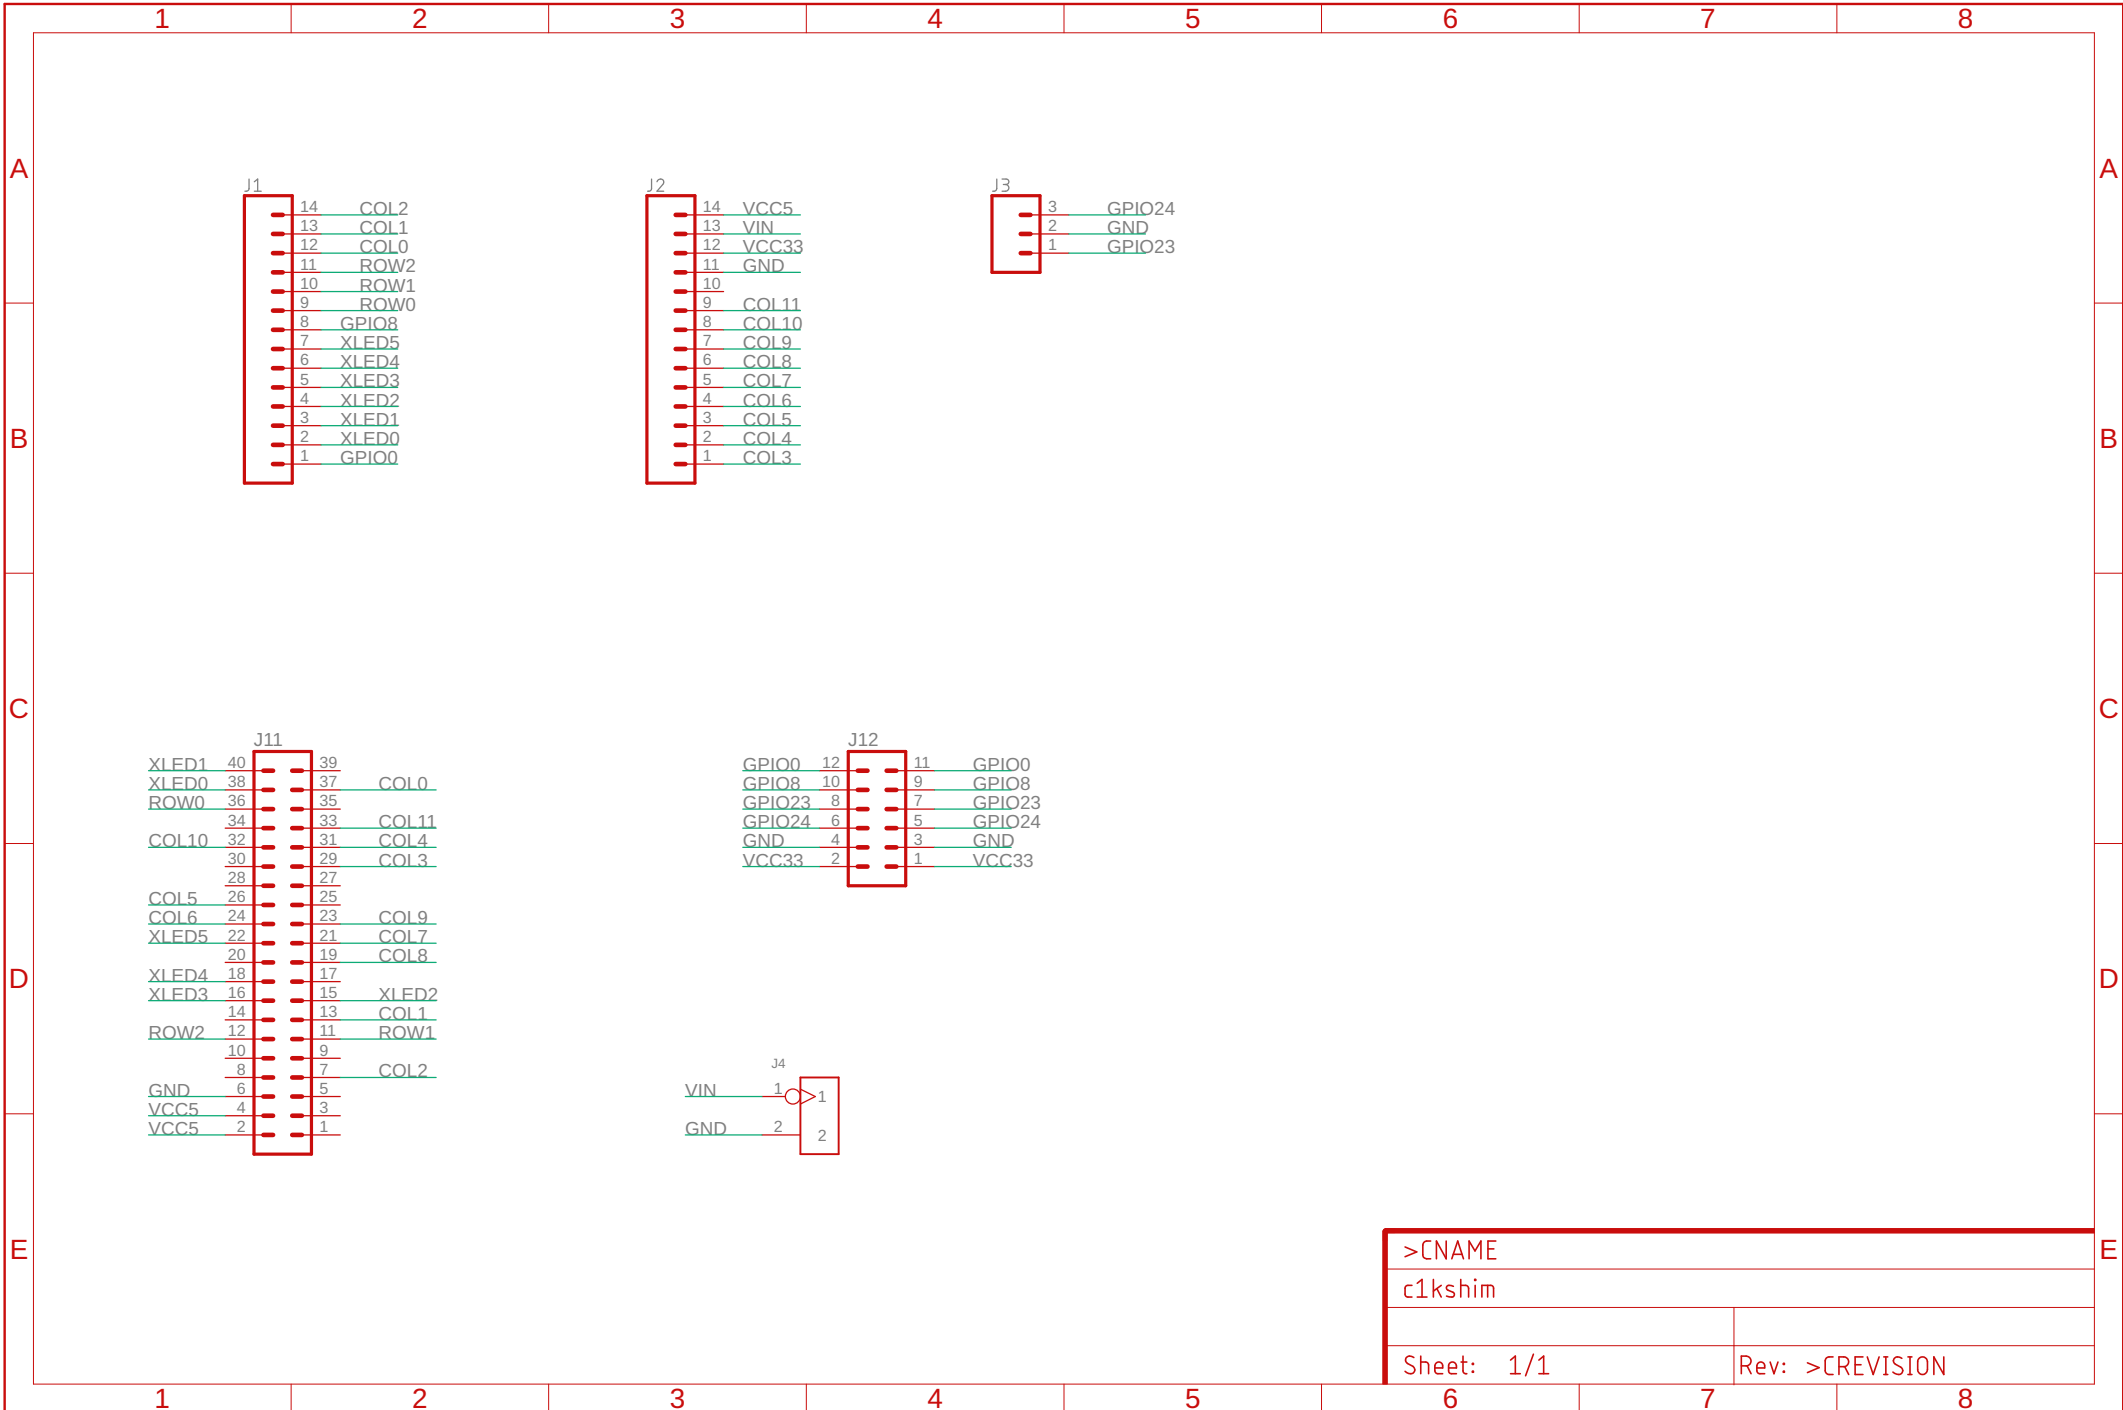 1 2 3 4 5 6 7 8
A A
J1 J2 J3
14 COL2 14 VCC5 3 GPIO24
13 COL1 13 VIN 2 GND
12 COL0 12 VCC33 1 GPIO23
11 ROW2 11 GND
10 ROW1 10
9 ROW0 9 COL11
8 GPIO8 8 COL10
7 XLED5 7 COL9
6 XLED4 6 COL8
5 XLED3 5 COL7
4 XLED2 4 COL6
3 XLED1 3 COL5
B B
2 XLED0 2 COL4
1 GPIO0 1 COL3
C C
J11 J12
XLED1 40 39 GPIO0 12 11 GPIO0
XLED0 38 37 COL0 GPIO8 10 9 GPIO8
ROW0 36 35 GPIO23 8 7 GPIO23
34 33 COL11 GPIO24 6 5 GPIO24
COL10 32 31 COL4 GND 4 3 GND
30 29 COL3 VCC33 2 1 VCC33
28 27
COL5 26 25
COL6 24 23 COL9
XLED5 22 21 COL7
20 19 COL8
D D
XLED4 18 17
XLED3 16 15 XLED2
14 13 COL1
ROW2 12 11 ROW1
10 9
J4
8 7 COL2
GND 6 5 VIN 1 1
VCC5 4 3
VCC5 2 1 GND 2 2
E E
>CNAME
c1kshim
Sheet: 1/1 Rev: >CREVISION
1 2 3 4 5 6 7 8